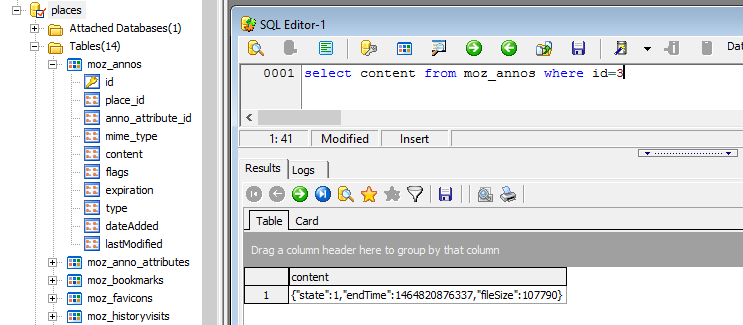 places
Attached Databases(1)
Tables(14)
moz_annos
id
place_id
anno_attribute_id
mime_type
content
flags
expiration
type
dateAdded
lastModified
moz_anno_attributes
moz_bookmarks
moz_favicons
moz_historyvisits
SQL Editor-1
Dat
0001 select content from moz_annos where id=3
1: 41 Modified Insert
Results Logs
Table Card
Drag a column header here to group by that column
content
1 {"state":1,"endTime":1464820876337,"fileSize":107790}